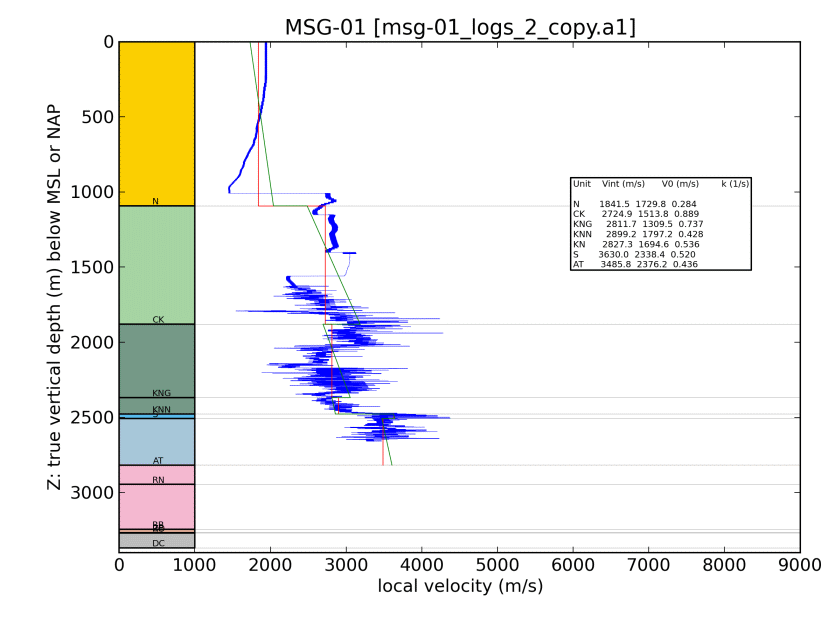 MSG-01 [msg-01_logs_2_copy.a1]
0
500
1000
1500
2000
2500
3000
Z: true vertical depth (m) below MSL or NAP
N
CK
KNG
KNN
AT
RN
DC
Unit Vint (m/s) V0 (m/s) k (1/s)
N 1841.5 1729.8 0.284
CK 2724.9 1513.8 0.889
KNG 2811.7 1309.5 0.737
KNN 2899.2 1797.2 0.428
KN 2827.3 1694.6 0.536
S 3630.0 2338.4 0.520
AT 3485.8 2376.2 0.436
0 1000 2000 3000 4000 5000 6000 7000 8000 9000
local velocity (m/s)